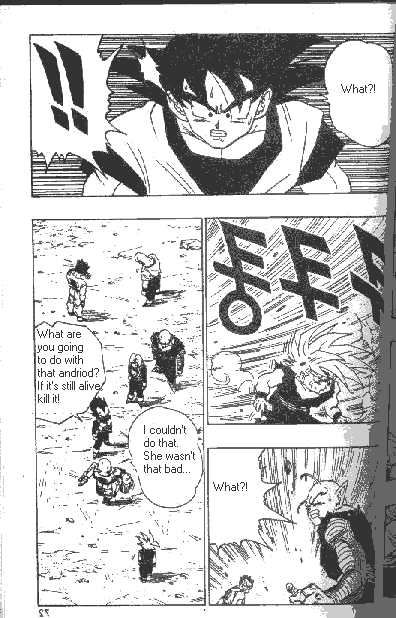 !!
What?!
What are
you going
to do with
that andriod?
If it's still alive
kill it!
I couldn't
do that.
She wasn't
that bad...
What?!